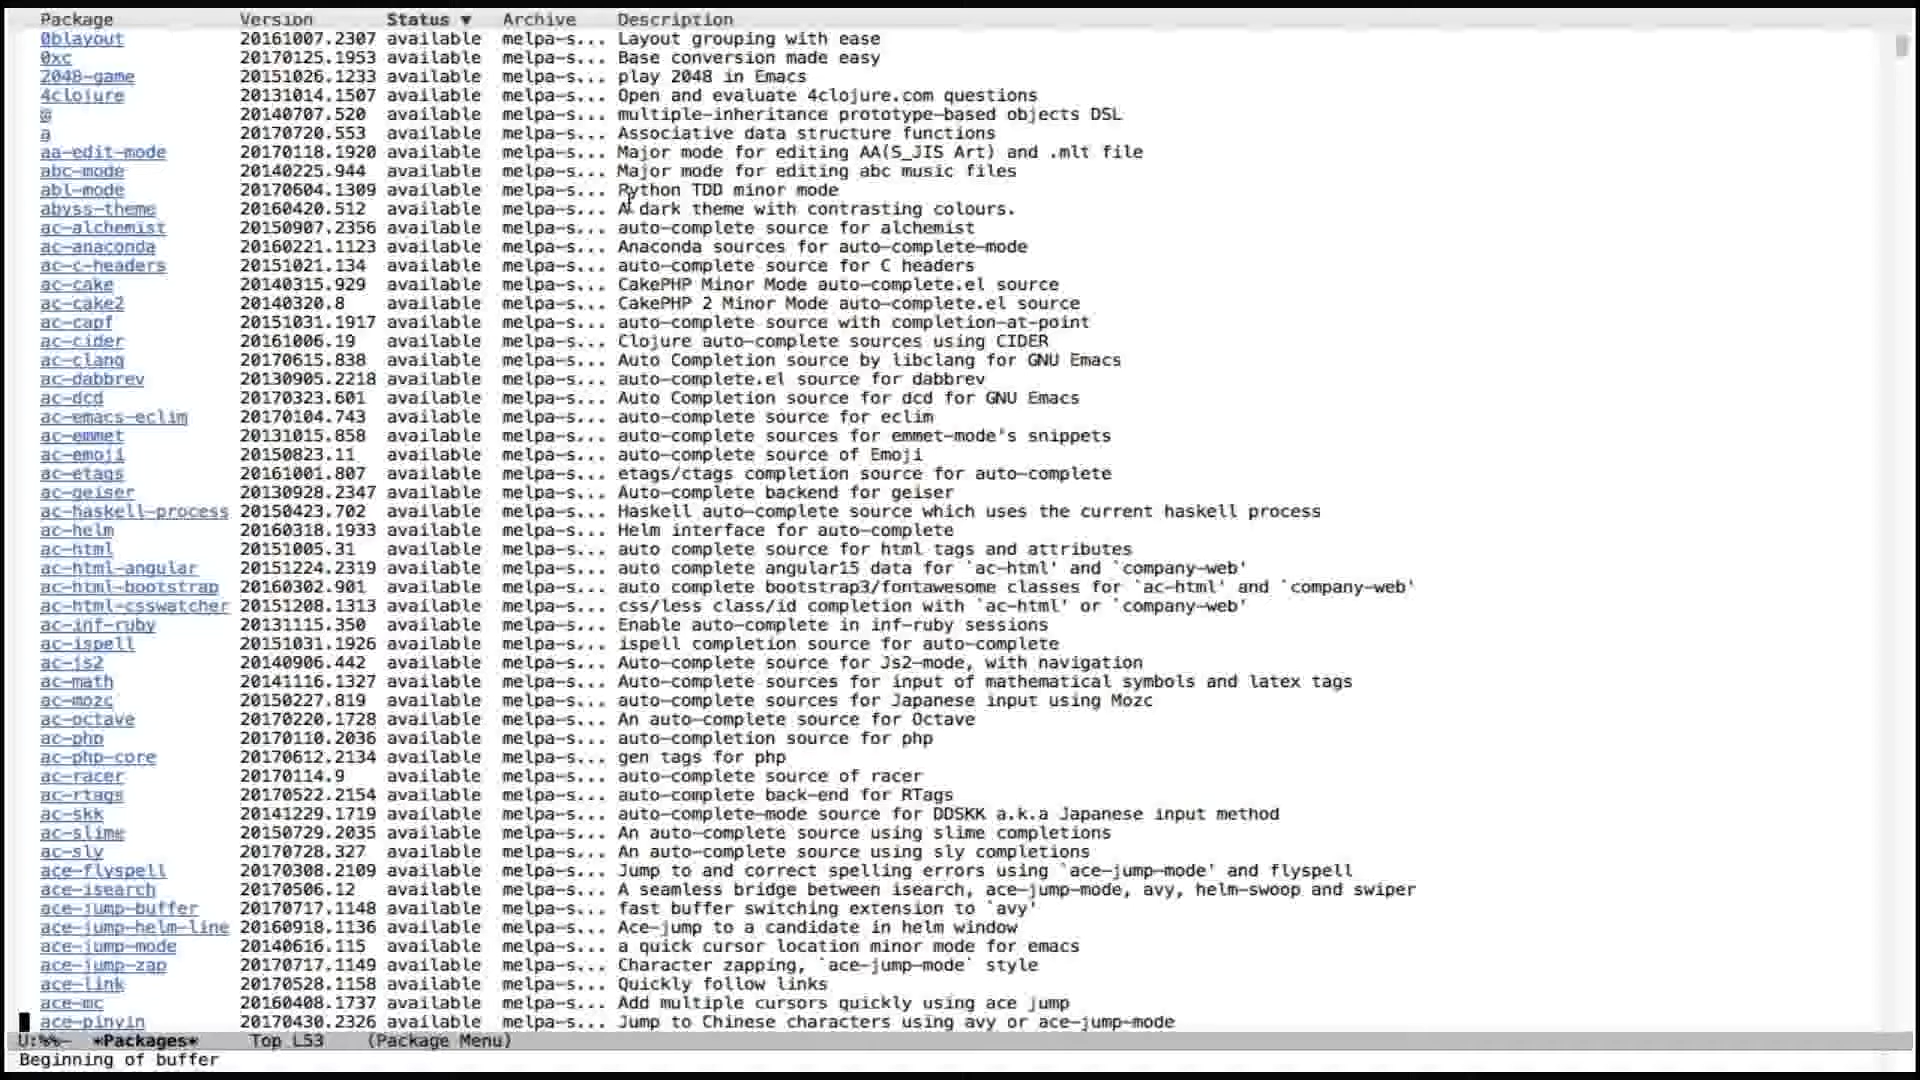 Package Version Status ▼ Archive Description
0blayout 20161007.2307 available melpa-s... Layout grouping with ease
0xc 20170125.1953 available melpa-s... Base conversion made easy
2048-game 20151026.1233 available melpa-s... play 2048 in Emacs
4clojure 20131014.1507 available melpa-s... Open and evaluate 4clojure.com questions
@ 20140707.520 available melpa-s... multiple-inheritance prototype-based objects DSL
a 20170720.553 available melpa-s... Associative data structure functions
aa-edit-mode 20170118.1920 available melpa-s... Major mode for editing AA(S_JIS Art) and .mlt file
abc-mode 20140225.944 available melpa-s... Major mode for editing abc music files
abl-mode 20170604.1309 available melpa-s... Python TDD minor mode
abyss-theme 20160420.512 available melpa-s... A dark theme with contrasting colours.
ac-alchemist 20150907.2356 available melpa-s... auto-complete source for alchemist
ac-anaconda 20160221.1123 available melpa-s... Anaconda sources for auto-complete-mode
ac-c-headers 20151021.134 available melpa-s... auto-complete source for C headers
ac-cake 20140315.929 available melpa-s... CakePHP Minor Mode auto-complete.el source
ac-cake2 20140320.8 available melpa-s... CakePHP 2 Minor Mode auto-complete.el source
ac-capf 20151031.1917 available melpa-s... auto-complete source with completion-at-point
ac-cider 20161006.19 available melpa-s... Clojure auto-complete sources using CIDER
ac-clang 20170615.838 available melpa-s... Auto Completion source by libclang for GNU Emacs
ac-dabbrev 20130905.2218 available melpa-s... auto-complete.el source for dabbrev
ac-dcd 20170323.601 available melpa-s... Auto Completion source for dcd for GNU Emacs
ac-emacs-eclim 20170104.743 available melpa-s... auto-complete source for eclim
ac-emmet 20131015.858 available melpa-s... auto-complete sources for emmet-mode's snippets
ac-emoji 20150823.11 available melpa-s... auto-complete source of Emoji
ac-etags 20161001.807 available melpa-s... etags/ctags completion source for auto-complete
ac-geiser 20130928.2347 available melpa-s... Auto-complete backend for geiser
ac-haskell-process 20150423.702 available melpa-s... Haskell auto-complete source which uses the current haskell process
ac-helm 20160318.1933 available melpa-s... Helm interface for auto-complete
ac-html 20151005.31 available melpa-s... auto complete source for html tags and attributes
ac-html-angular 20151224.2319 available melpa-s... auto complete angular15 data for `ac-html' and `company-web'
ac-html-bootstrap 20160302.901 available melpa-s... auto complete bootstrap3/fontawesome classes for `ac-html' and `company-web'
ac-html-csswatcher 20151208.1313 available melpa-s... css/less class/id completion with `ac-html' or `company-web'
ac-inf-ruby 20131115.350 available melpa-s... Enable auto-complete in inf-ruby sessions
ac-ispell 20151031.1926 available melpa-s... ispell completion source for auto-complete
ac-js2 20140906.442 available melpa-s... Auto-complete source for Js2-mode, with navigation
ac-math 20141116.1327 available melpa-s... Auto-complete sources for input of mathematical symbols and latex tags
ac-mozc 20150227.819 available melpa-s... auto-complete sources for Japanese input using Mozc
ac-octave 20170220.1728 available melpa-s... An auto-complete source for Octave
ac-php 20170110.2036 available melpa-s... auto-completion source for php
ac-php-core 20170612.2134 available melpa-s... gen tags for php
ac-racer 20170114.9 available melpa-s... auto-complete source of racer
ac-rtags 20170522.2154 available melpa-s... auto-complete back-end for RTags
ac-skk 20141229.1719 available melpa-s... auto-complete-mode source for DDSKK a.k.a Japanese input method
ac-slime 20150729.2035 available melpa-s... An auto-complete source using slime completions
ac-sly 20170728.327 available melpa-s... An auto-complete source using sly completions
ace-flyspell 20170308.2109 available melpa-s... Jump to and correct spelling errors using `ace-jump-mode' and flyspell
ace-isearch 20170506.12 available melpa-s... A seamless bridge between isearch, ace-jump-mode, avy, helm-swoop and swiper
ace-jump-buffer 20170717.1148 available melpa-s... fast buffer switching extension to `avy'
ace-jump-helm-line 20160918.1136 available melpa-s... Ace-jump to a candidate in helm window
ace-jump-mode 20140616.115 available melpa-s... a quick cursor location minor mode for emacs
ace-jump-zap 20170717.1149 available melpa-s... Character zapping, `ace-jump-mode` style
ace-link 20170528.1158 available melpa-s... Quickly follow links
ace-mc 20160408.1737 available melpa-s... Add multiple cursors quickly using ace jump
ace-pinyin 20170430.2326 available melpa-s... Jump to Chinese characters using avy or ace-jump-mode
U:%%- *Packages* Top L53 (Package Menu)
Beginning of buffer